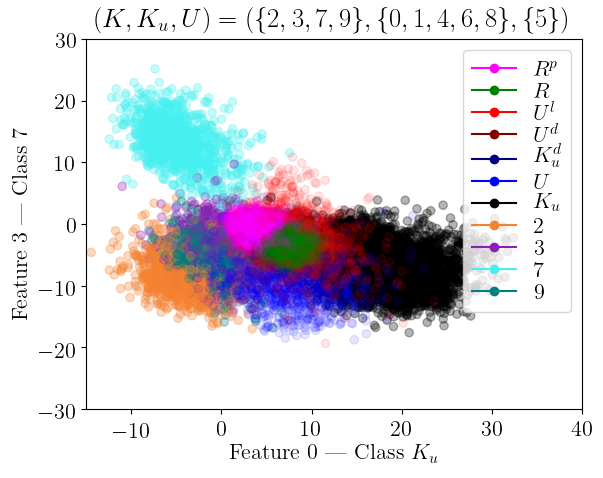 (K, K_u, U) = ({2, 3, 7, 9}, {0, 1, 4, 6, 8}, {5})
30
20
10
0
−10
−20
−30
Feature 3 — Class 7
R^p
R
U^l
U^d
K_u^d
U
K_u
2
3
7
9
−10
0
10
20
30
40
Feature 0 — Class K_u